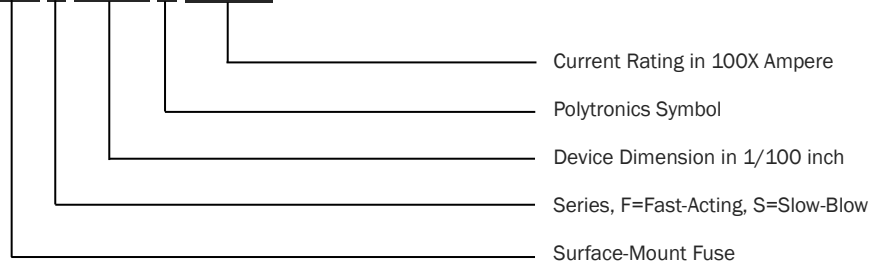 Current Rating in 100X Ampere
Polytronics Symbol
Device Dimension in 1/100 inch
Series, F=Fast-Acting, S=Slow-Blow
Surface-Mount Fuse